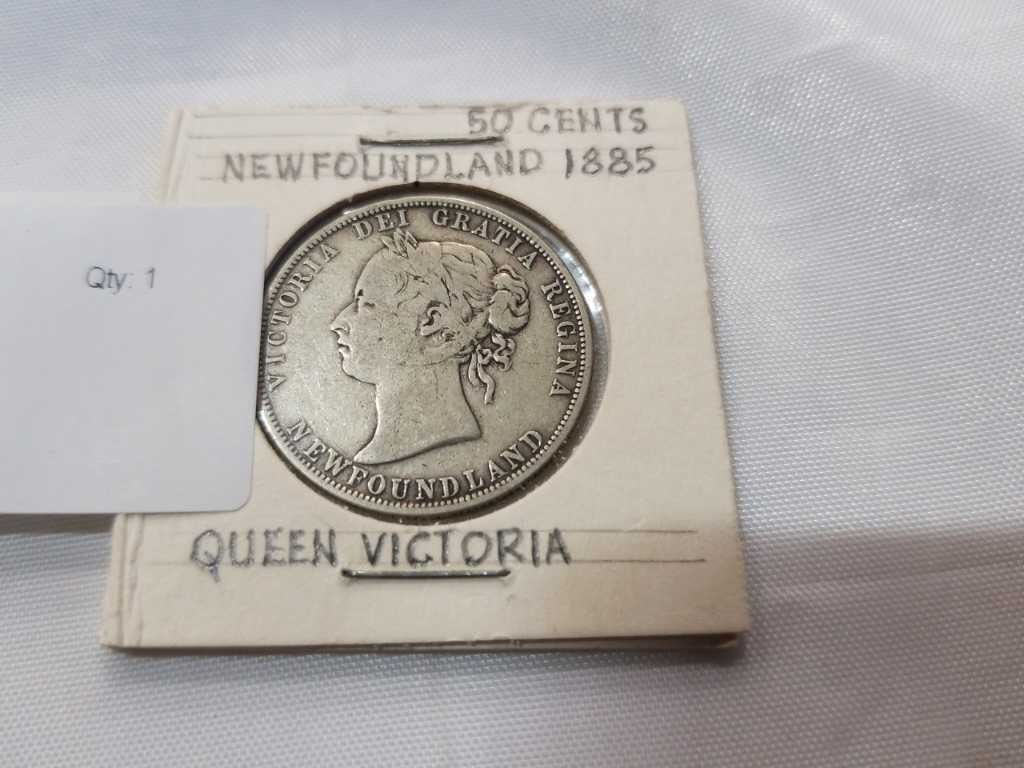 50 CENTS
NEWFOUNDLAND 1885
Qty: 1
VICTORIA DEI GRATIA REGINA
NEWFOUNDLAND
QUEEN VICTORIA